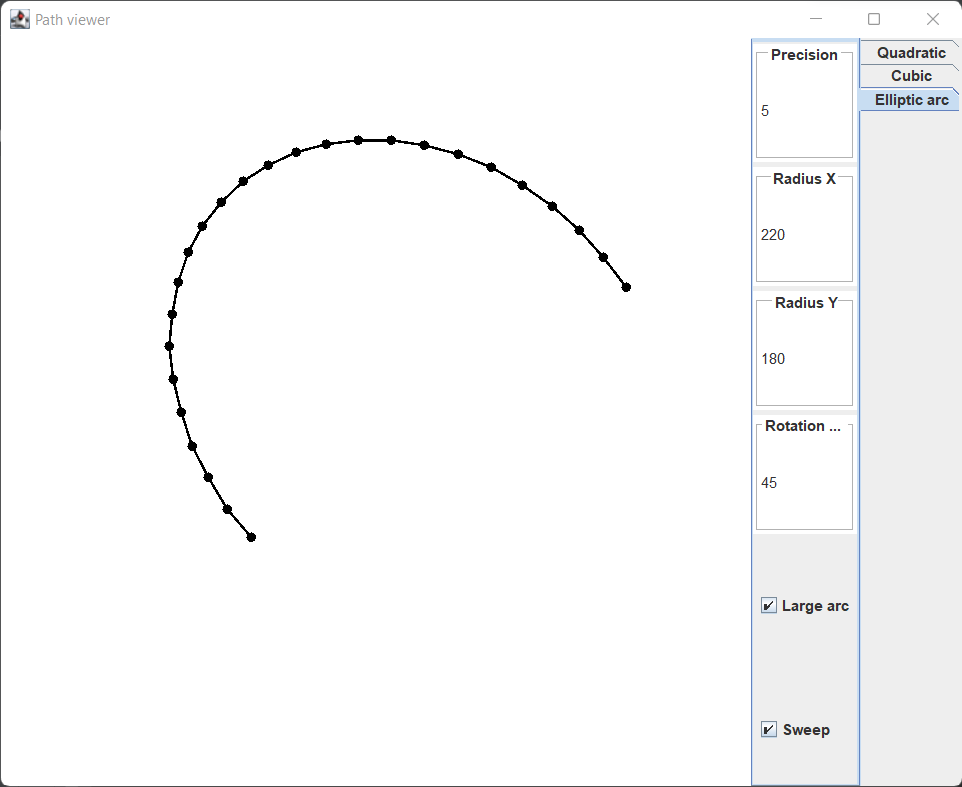 Path viewer
Precision
5
Radius X
220
Radius Y
180
Rotation ...
45
Large arc
Sweep
Quadratic
Cubic
Elliptic arc